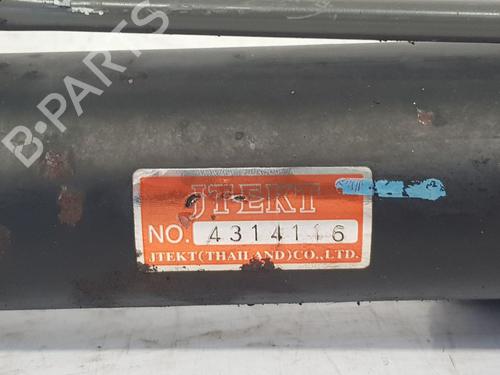 B-PARTS
JTEKT
NO. 4314116
JTEKT(THAILAND)CO.,LTD.